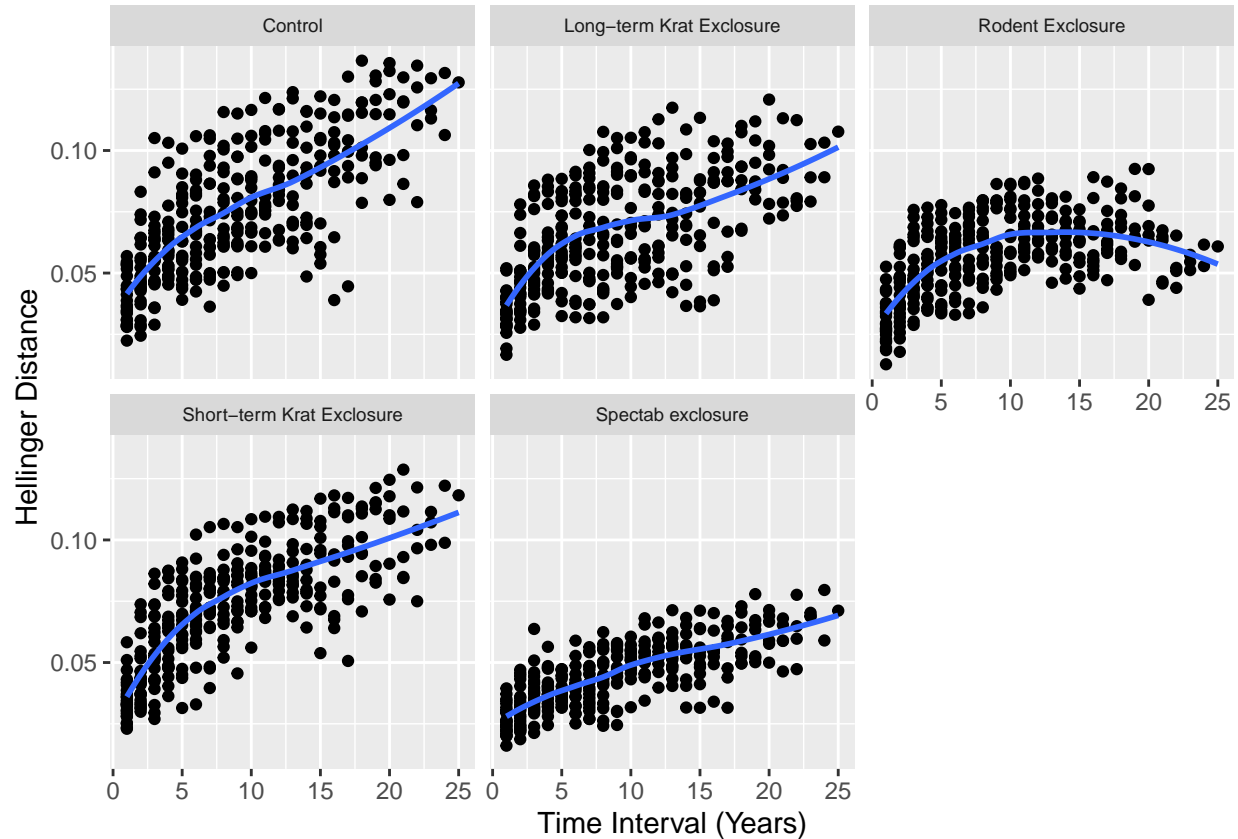 Control
Long−term Krat Exclosure
Rodent Exclosure
0.10
0.05
0 5 10 15 20 25
Short−term Krat Exclosure
Spectab exclosure
0.10
0.05
0 5 10 15 20 25
0 5 10 15 20 25
Hellinger Distance
Time Interval (Years)